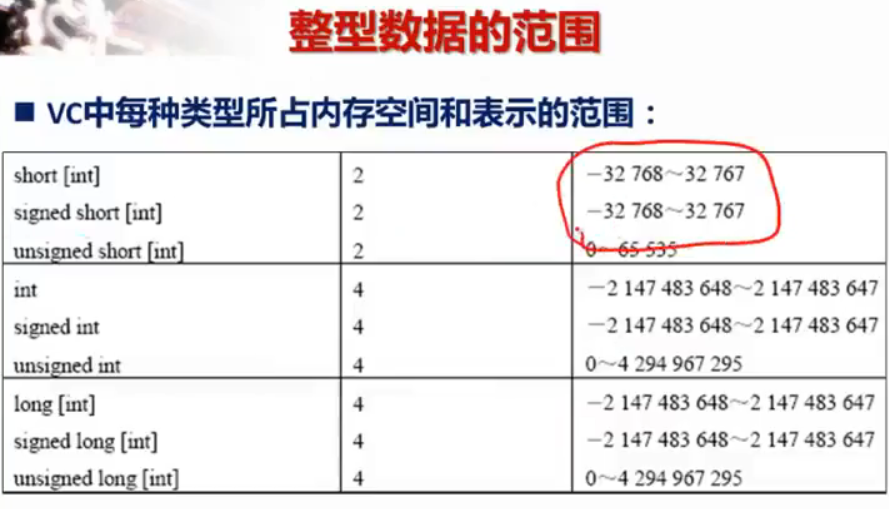 整型数据的范围
■ VC中每种类型所占内存空间和表示的范围：
short [int] 2 −32 768～32 767
signed short [int] 2 −32 768～32 767
unsigned short [int] 2 0～65 535
int 4 −2 147 483 648～2 147 483 647
signed int 4 −2 147 483 648～2 147 483 647
unsigned int 4 0～4 294 967 295
long [int] 4 −2 147 483 648～2 147 483 647
signed long [int] 4 −2 147 483 648～2 147 483 647
unsigned long [int] 4 0～4 294 967 295